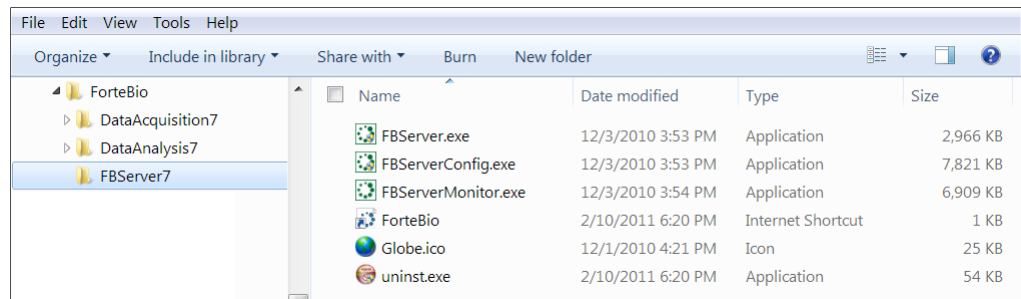 File Edit View Tools Help
Organize Include in library Share with Burn New folder
ForteBio
DataAcquisition7
DataAnalysis7
FBServer7
Name Date modified Type Size
FBServer.exe 12/3/2010 3:53 PM Application 2,966 KB
FBServerConfig.exe 12/3/2010 3:53 PM Application 7,821 KB
FBServerMonitor.exe 12/3/2010 3:54 PM Application 6,909 KB
ForteBio 2/10/2011 6:20 PM Internet Shortcut 1 KB
Globe.ico 12/1/2010 4:21 PM Icon 25 KB
uninst.exe 2/10/2011 6:20 PM Application 54 KB